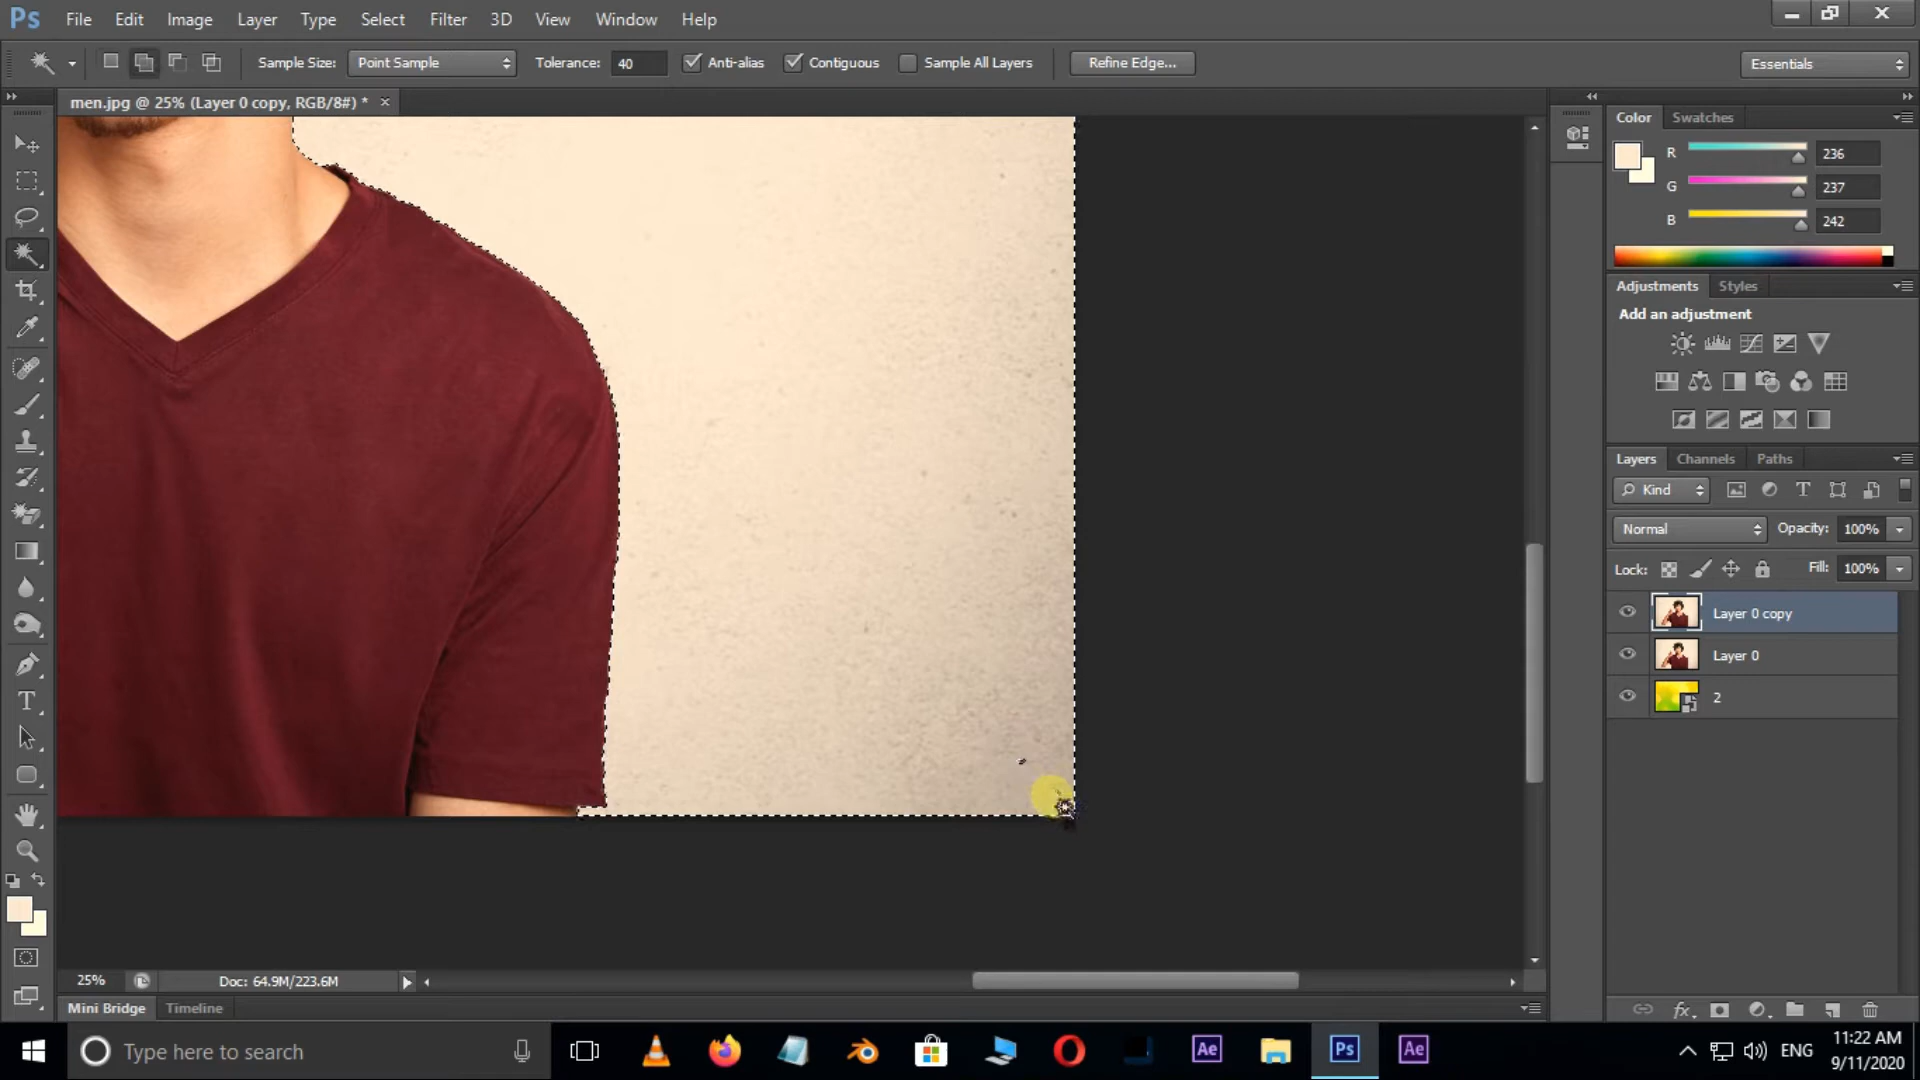 Ps File Edit Image Layer Type Select Filter 3D View Window Help
Sample Size: Point Sample Tolerance: 40 Anti-alias Contiguous Sample All Layers Refine Edge... Essentials
men.jpg @ 25% (Layer 0 copy, RGB/8#) *
Color Swatches
R 236
G 237
B 242
Adjustments Styles
Add an adjustment
Layers Channels Paths
Kind
Normal Opacity: 100%
Lock: Fill: 100%
Layer 0 copy
Layer 0
2
25% Doc: 64.9M/223.6M
Mini Bridge Timeline
Type here to search Ae Ps Ae ENG 11:22 AM
9/11/2020